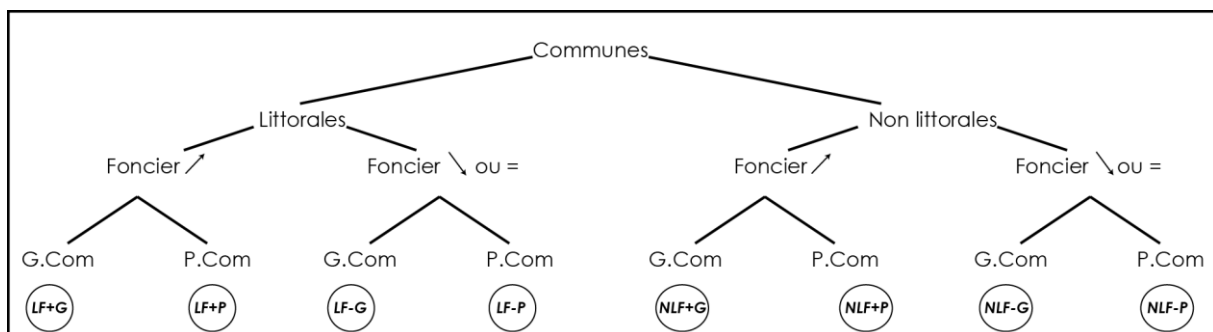 Communes
Littorales Non littorales
Foncier ↗ Foncier ↘ ou = Foncier ↗ Foncier ↘ ou =
G.Com P.Com G.Com P.Com G.Com P.Com G.Com P.Com
LF+G LF+P LF-G LF-P NLF+G NLF+P NLF-G NLF-P